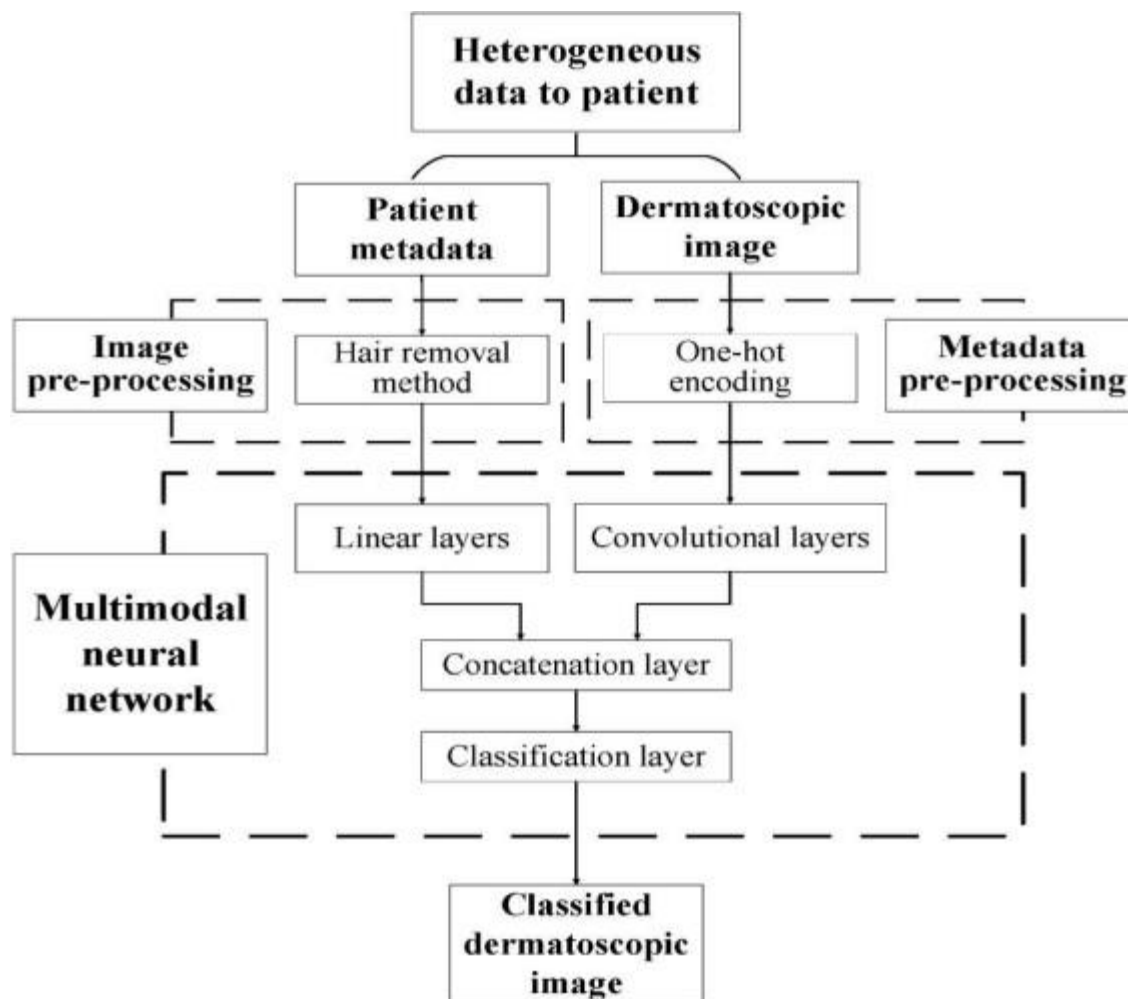 Heterogeneous
data to patient
Patient
metadata
Dermatoscopic
image
Image
pre-processing
Hair removal
method
One-hot
encoding
Metadata
pre-processing
Linear layers
Convolutional layers
Multimodal
neural
network
Concatenation layer
Classification layer
Classified
dermatoscopic
image